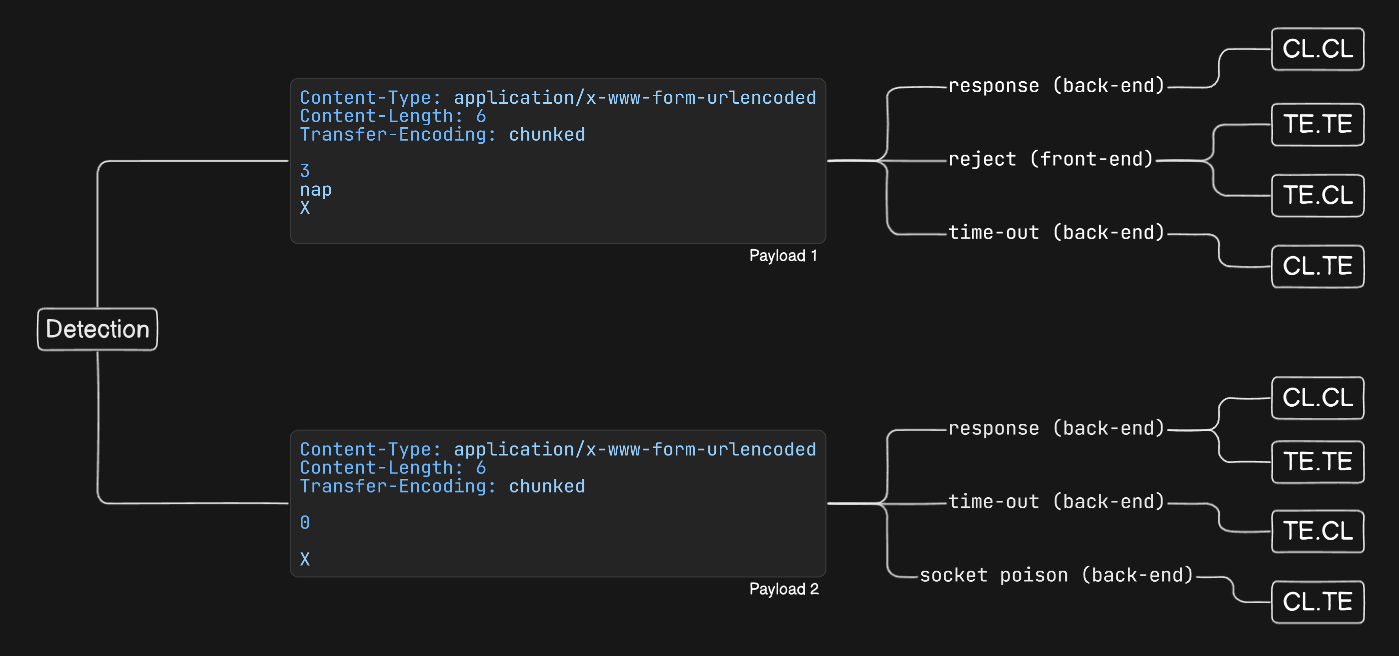 Detection
Content-Type: application/x-www-form-urlencoded
Content-Length: 6
Transfer-Encoding: chunked
3
nap
X
Payload 1
response (back-end)
CL.CL
reject (front-end)
TE.TE
TE.CL
time-out (back-end)
CL.TE
Content-Type: application/x-www-form-urlencoded
Content-Length: 6
Transfer-Encoding: chunked
0
X
Payload 2
response (back-end)
CL.CL
TE.TE
time-out (back-end)
TE.CL
socket poison (back-end)
CL.TE